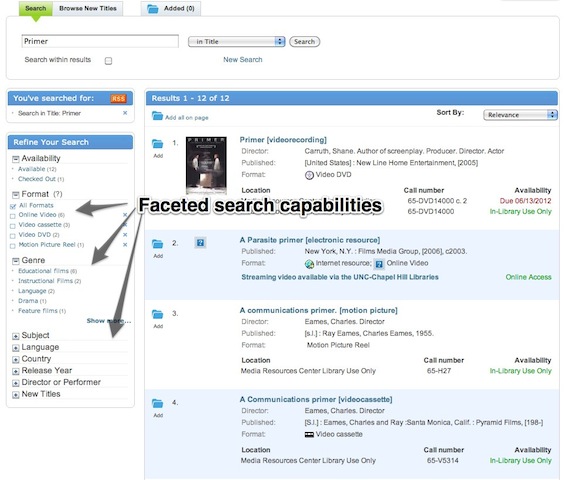 Search Browse New Titles Added (0)
Primer in Title Search
Search within results New Search
You've searched for: RSS
Search in Title: Primer
Refine Your Search
Availability
Available (12)
Checked Out (1)
Format (?)
All Formats
Online Video (6)
Video cassette (3)
Video DVD (2)
Motion Picture Reel (1)
Genre
Educational films (6)
Instructional Films (2)
Language (2)
Drama (1)
Feature films (1)
Show more...
Subject
Language
Country
Release Year
Director or Performer
New Titles
Faceted search capabilities
Results 1 - 12 of 12
Add all on page Sort By: Relevance
1. Primer [videorecording]
Add
Director: Carruth, Shane. Author of screenplay. Producer. Director. Actor
Published: [United States] : New Line Home Entertainment, [2005]
Format: Video DVD
Location Call number Availability
65-DVD14000 c. 2 Due 06/13/2012
65-DVD14000 In-Library Use Only
2. A Parasite primer [electronic resource]
Add
Published: New York, N.Y. : Films Media Group, [2006], c2003.
Format: Internet resource; Online Video
Streaming video available via the UNC-Chapel Hill Libraries Online Access
3. A communications primer. [motion picture]
Add
Director: Eames, Charles. Director
Published: [s.l.] : Ray, Charles Eames, 1955.
Format: Motion Picture Reel
Location Call number Availability
Media Resources Center Library Use Only 65-H27 In-Library Use Only
4. A Communications primer [videocassette]
Add
Director: Eames, Charles. Director
Published: [S.l.] : Eames, Charles and Ray :Santa Monica, Calif. : Pyramid Films, [198-]
Format: Video cassette
Location Call number Availability
Media Resources Center Library Use Only 65-V5314 In-Library Use Only